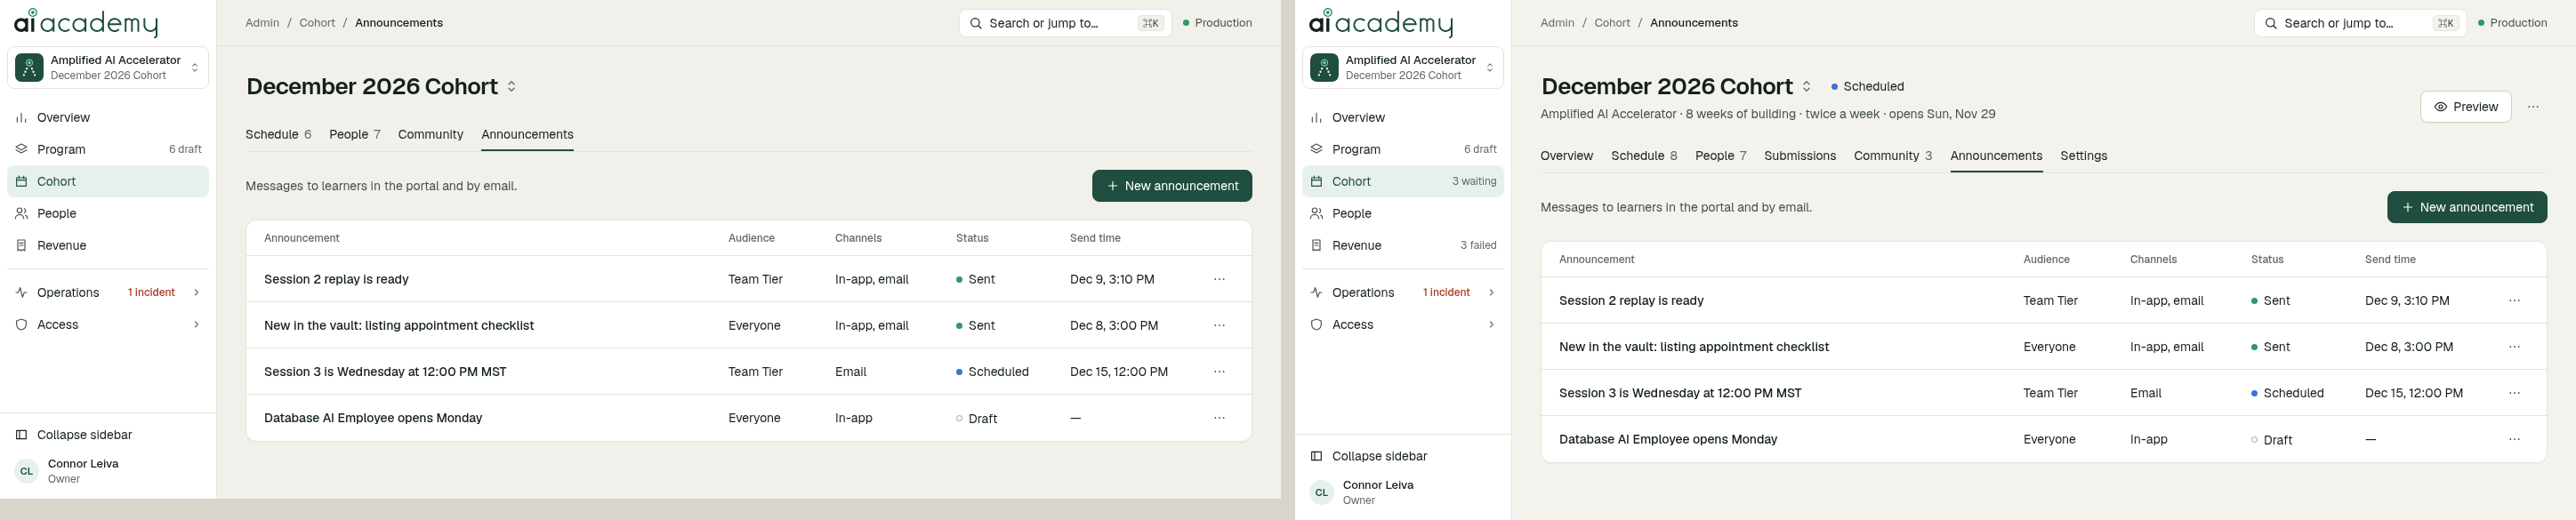 ai academy
Amplified AI Accelerator
December 2026 Cohort
Overview
Program 6 draft
Cohort
People
Revenue
Operations 1 incident
Access
Collapse sidebar
CL Connor Leiva
Owner
Admin / Cohort / Announcements
Search or jump to... ⌘K
Production
December 2026 Cohort
Schedule 6 People 7 Community Announcements
Messages to learners in the portal and by email.
+ New announcement
Announcement Audience Channels Status Send time
Session 2 replay is ready Team Tier In-app, email Sent Dec 9, 3:10 PM ...
New in the vault: listing appointment checklist Everyone In-app, email Sent Dec 8, 3:00 PM ...
Session 3 is Wednesday at 12:00 PM MST Team Tier Email Scheduled Dec 15, 12:00 PM ...
Database AI Employee opens Monday Everyone In-app Draft — ...
ai academy
Amplified AI Accelerator
December 2026 Cohort
Overview
Program 6 draft
Cohort 3 waiting
People
Revenue 3 failed
Operations 1 incident
Access
Collapse sidebar
CL Connor Leiva
Owner
Admin / Cohort / Announcements
Search or jump to... ⌘K
Production
December 2026 Cohort Scheduled
Amplified AI Accelerator · 8 weeks of building · twice a week · opens Sun, Nov 29
Preview ...
Overview Schedule 8 People 7 Submissions Community 3 Announcements Settings
Messages to learners in the portal and by email.
+ New announcement
Announcement Audience Channels Status Send time
Session 2 replay is ready Team Tier In-app, email Sent Dec 9, 3:10 PM ...
New in the vault: listing appointment checklist Everyone In-app, email Sent Dec 8, 3:00 PM ...
Session 3 is Wednesday at 12:00 PM MST Team Tier Email Scheduled Dec 15, 12:00 PM ...
Database AI Employee opens Monday Everyone In-app Draft — ...